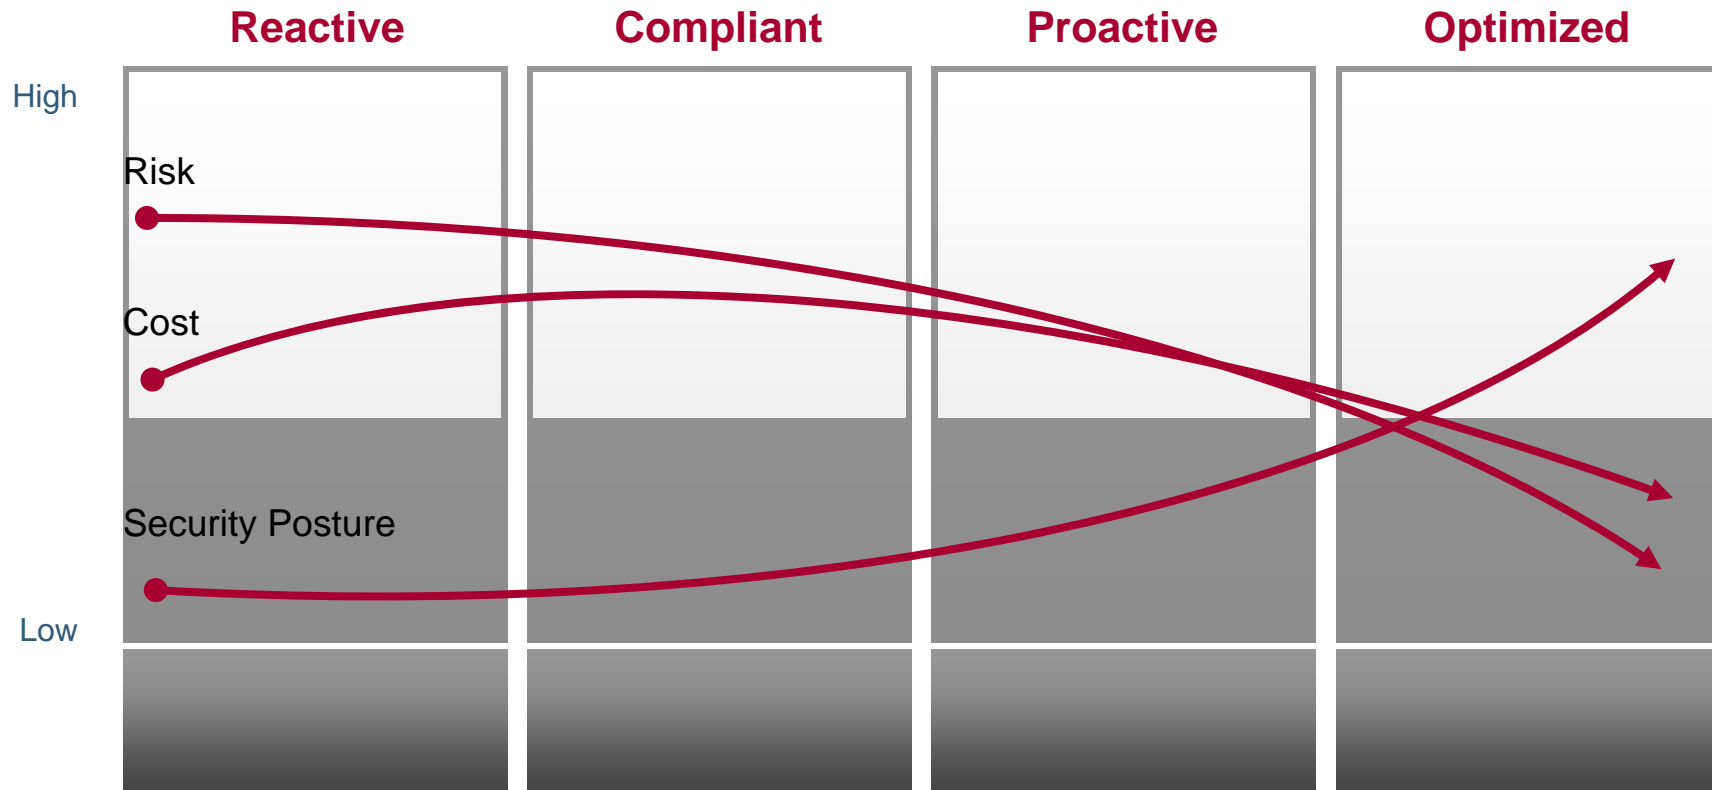 Reactive
Compliant
Proactive
Optimized
High
Risk
Cost
Security Posture
Low